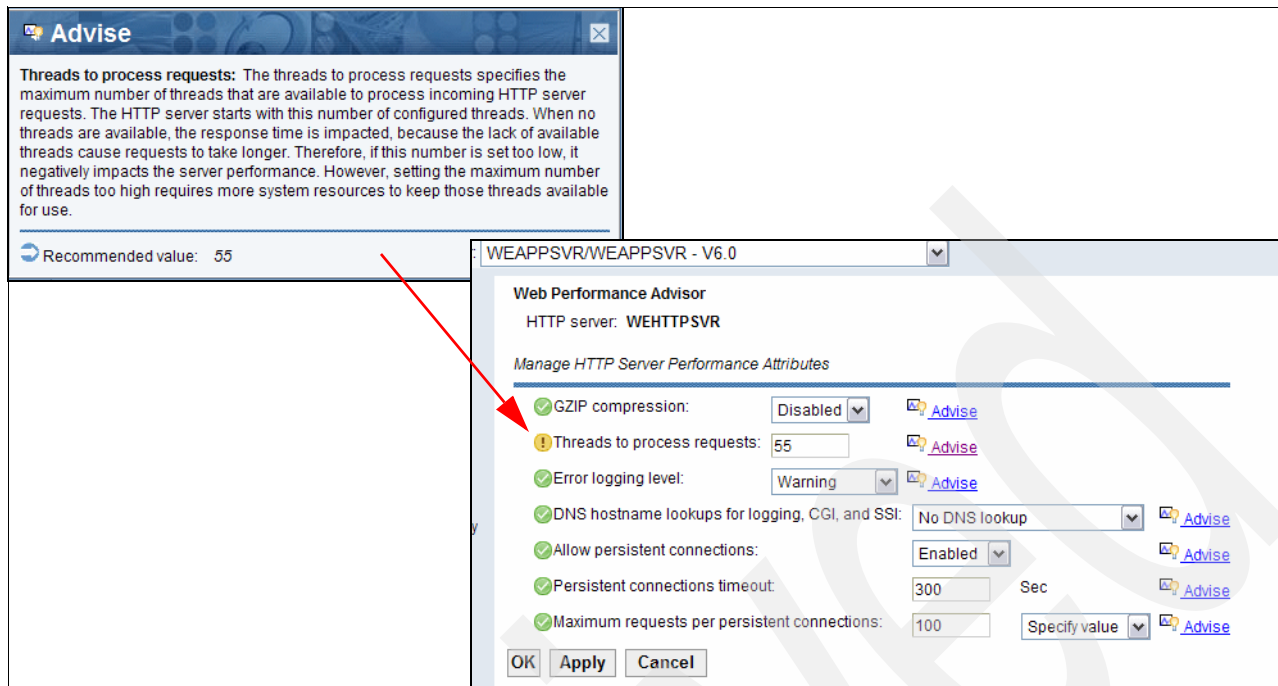 Advise
Threads to process requests: The threads to process requests specifies the
maximum number of threads that are available to process incoming HTTP server
requests. The HTTP server starts with this number of configured threads. When no
threads are available, the response time is impacted, because the lack of available
threads cause requests to take longer. Therefore, if this number is set too low, it
negatively impacts the server performance. However, setting the maximum number
of threads too high requires more system resources to keep those threads available
for use.
Recommended value: 55
: WEAPPSVR/WEAPPSVR - V6.0
Web Performance Advisor
HTTP server: WEHTTPSVR
Manage HTTP Server Performance Attributes
GZIP compression: Disabled Advise
Threads to process requests: 55 Advise
Error logging level: Warning Advise
DNS hostname lookups for logging, CGI, and SSI: No DNS lookup Advise
Allow persistent connections: Enabled Advise
Persistent connections timeout: 300 Sec Advise
Maximum requests per persistent connections: 100 Specify value Advise
OK Apply Cancel